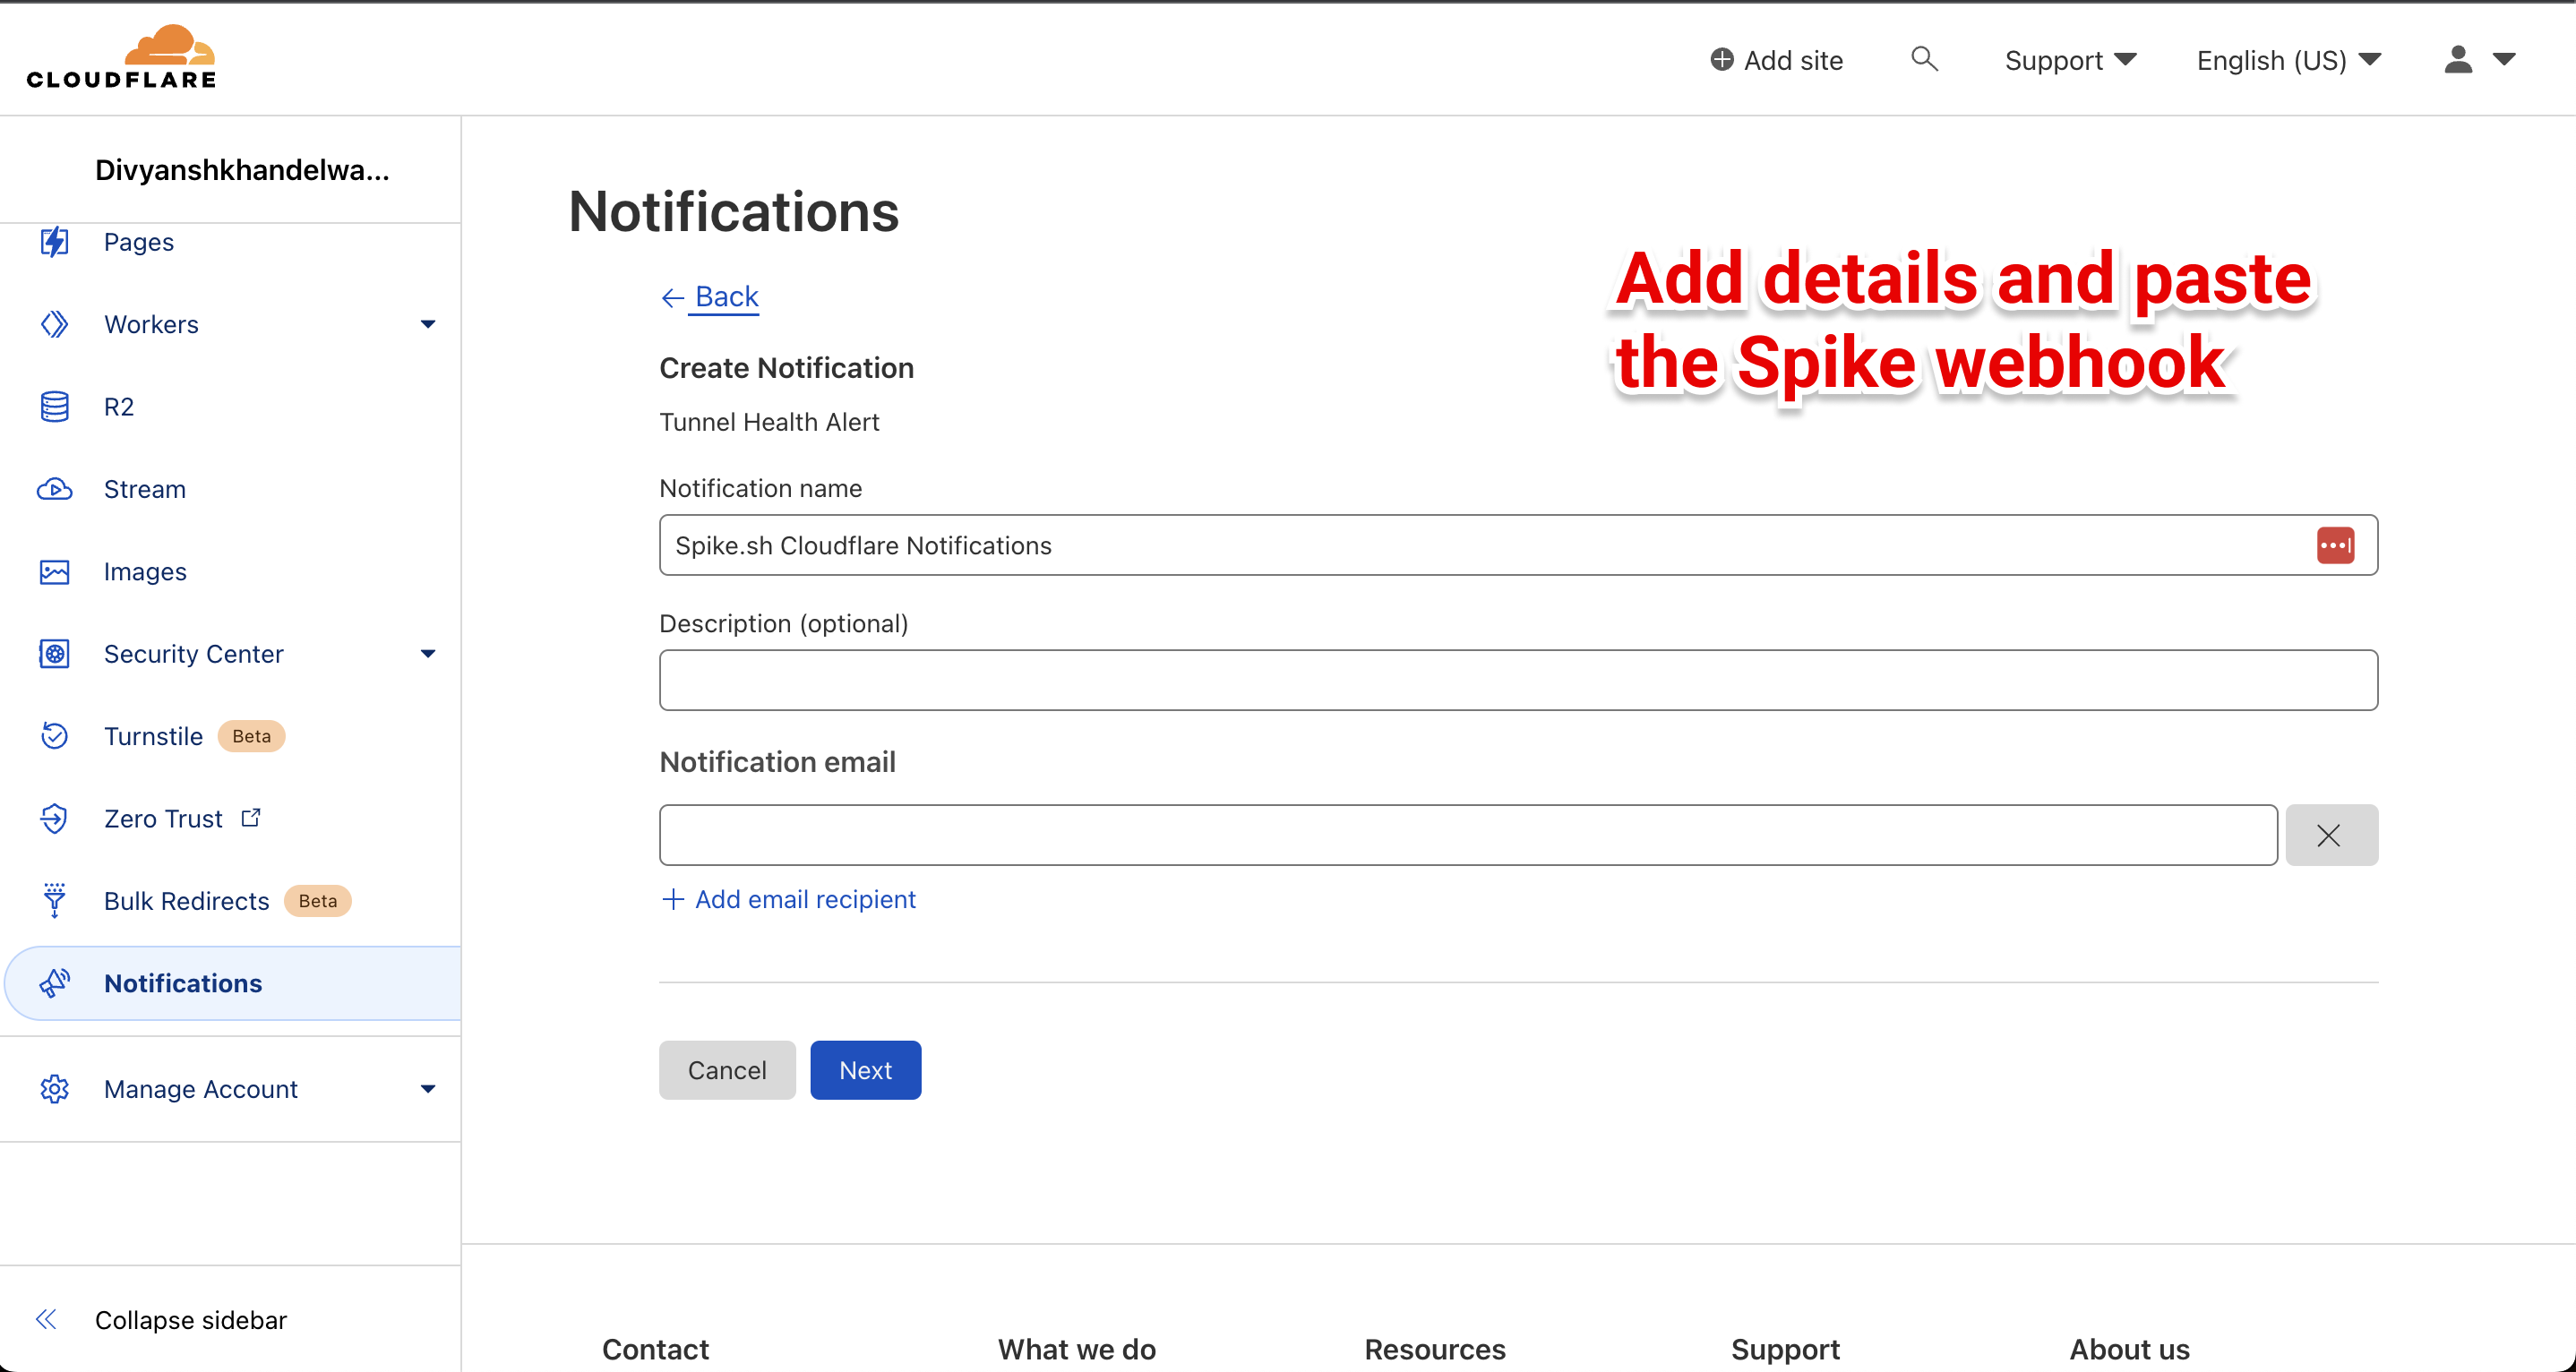 CLOUDFLARE
Add site
Support
English (US)
Divyanshkhandelwa...
Pages
Workers
R2
Stream
Images
Security Center
Turnstile Beta
Zero Trust
Bulk Redirects Beta
Notifications
Manage Account
Collapse sidebar
Notifications
Add details and paste
the Spike webhook
Back
Create Notification
Tunnel Health Alert
Notification name
Spike.sh Cloudflare Notifications
Description (optional)
Notification email
Add email recipient
Cancel
Next
Contact
What we do
Resources
Support
About us